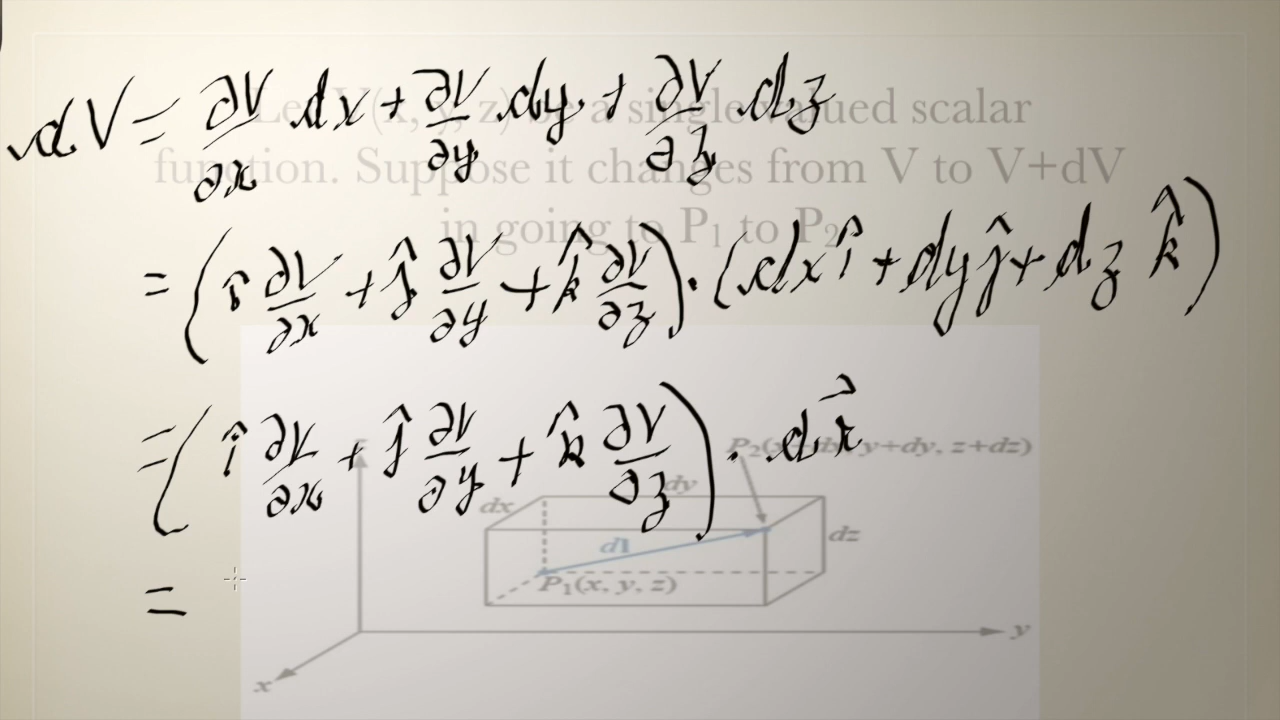 dV = ∂V/∂x dx + ∂V/∂y dy + ∂V/∂z dz
Let V(x, y, z) be a single valued scalar
function. Suppose it changes from V to V+dV
in going to P₁ to P₂
= (î ∂V/∂x + ĵ ∂V/∂y + k̂ ∂V/∂z) · (dx î + dy ĵ + dz k̂)
= (î ∂V/∂x + ĵ ∂V/∂y + k̂ ∂V/∂z) ·
P₂(x+dx, y+dy, z+dz)
dy
dx
dz
dl
P₁(x, y, z)
=
y
x